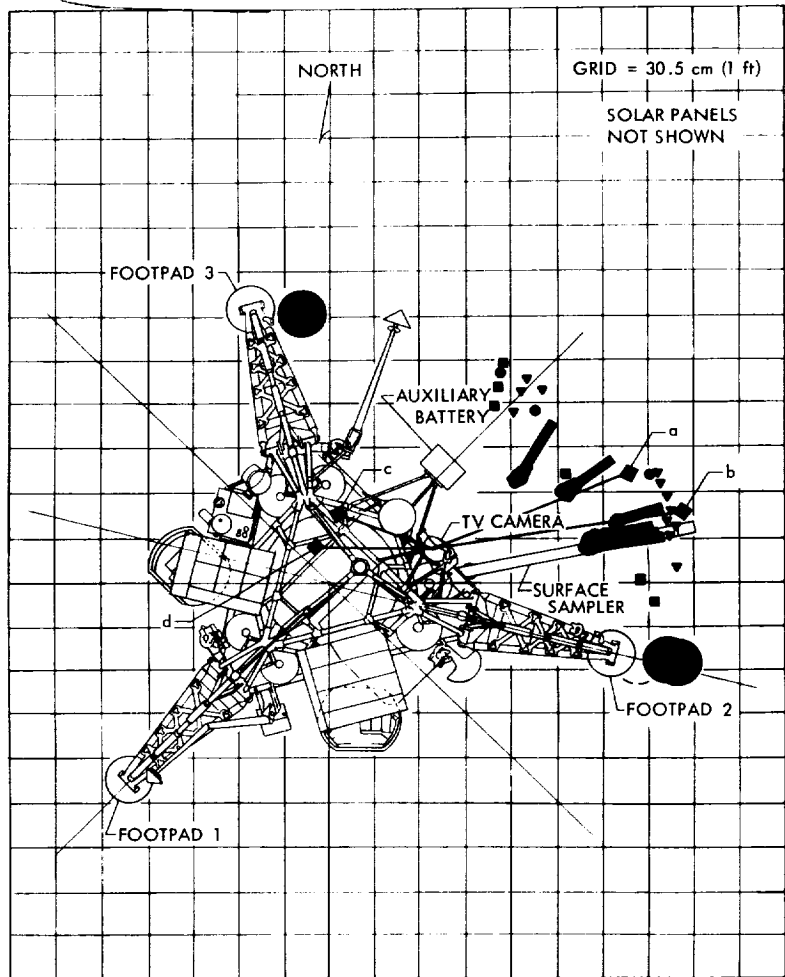 NORTH
GRID = 30.5 cm (1 ft)
SOLAR PANELS
NOT SHOWN
FOOTPAD 3
AUXILIARY
BATTERY
a
b
c
TV CAMERA
SURFACE
SAMPLER
d
FOOTPAD 2
FOOTPAD 1